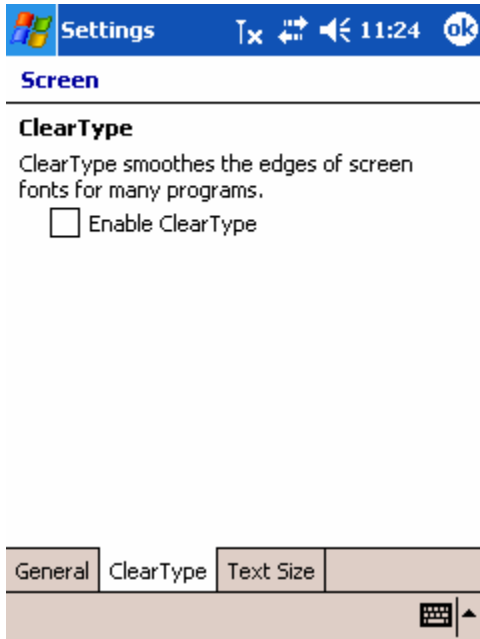 Settings 11:24 ok
Screen
ClearType
ClearType smoothes the edges of screen
fonts for many programs.
Enable ClearType
General ClearType Text Size